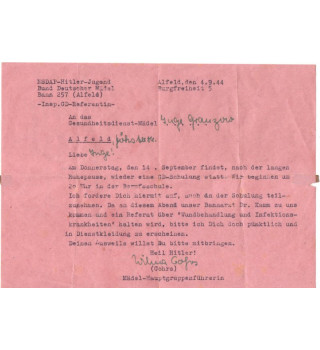 NSDAP-Hitler-Jugend
Bund Deutscher Mädel
Bann 257 (Alfeld)
-Insp.GD-Referentin-
Alfeld, den 4.9.44
Burgfreiheit 5
An das
Gesundheitsdienst-Mädel
Inge
Alfeld
Liebe Inge!
Am Donnerstag, den 14. September findet, nach der langen
Ruhepause, wieder eine GD-Schulung statt. Wir beginnen um
20 Uhr in der Berufsschule.
Ich fordere Dich hiermit auf, auch an der Schulung teil-
zunehmen. Da zu diesem Abend unser Bannarzt Dr. zu uns
kommen und ein Referat über "Wundbehandlung und Infektions-
krankheiten" halten wird, bitte ich Dich auch pünktlich und
in Dienstkleidung zu erscheinen.
Deinen Ausweis willst Du bitte mitbringen.
Heil Hitler!
Mädel-Hauptgruppenführerin